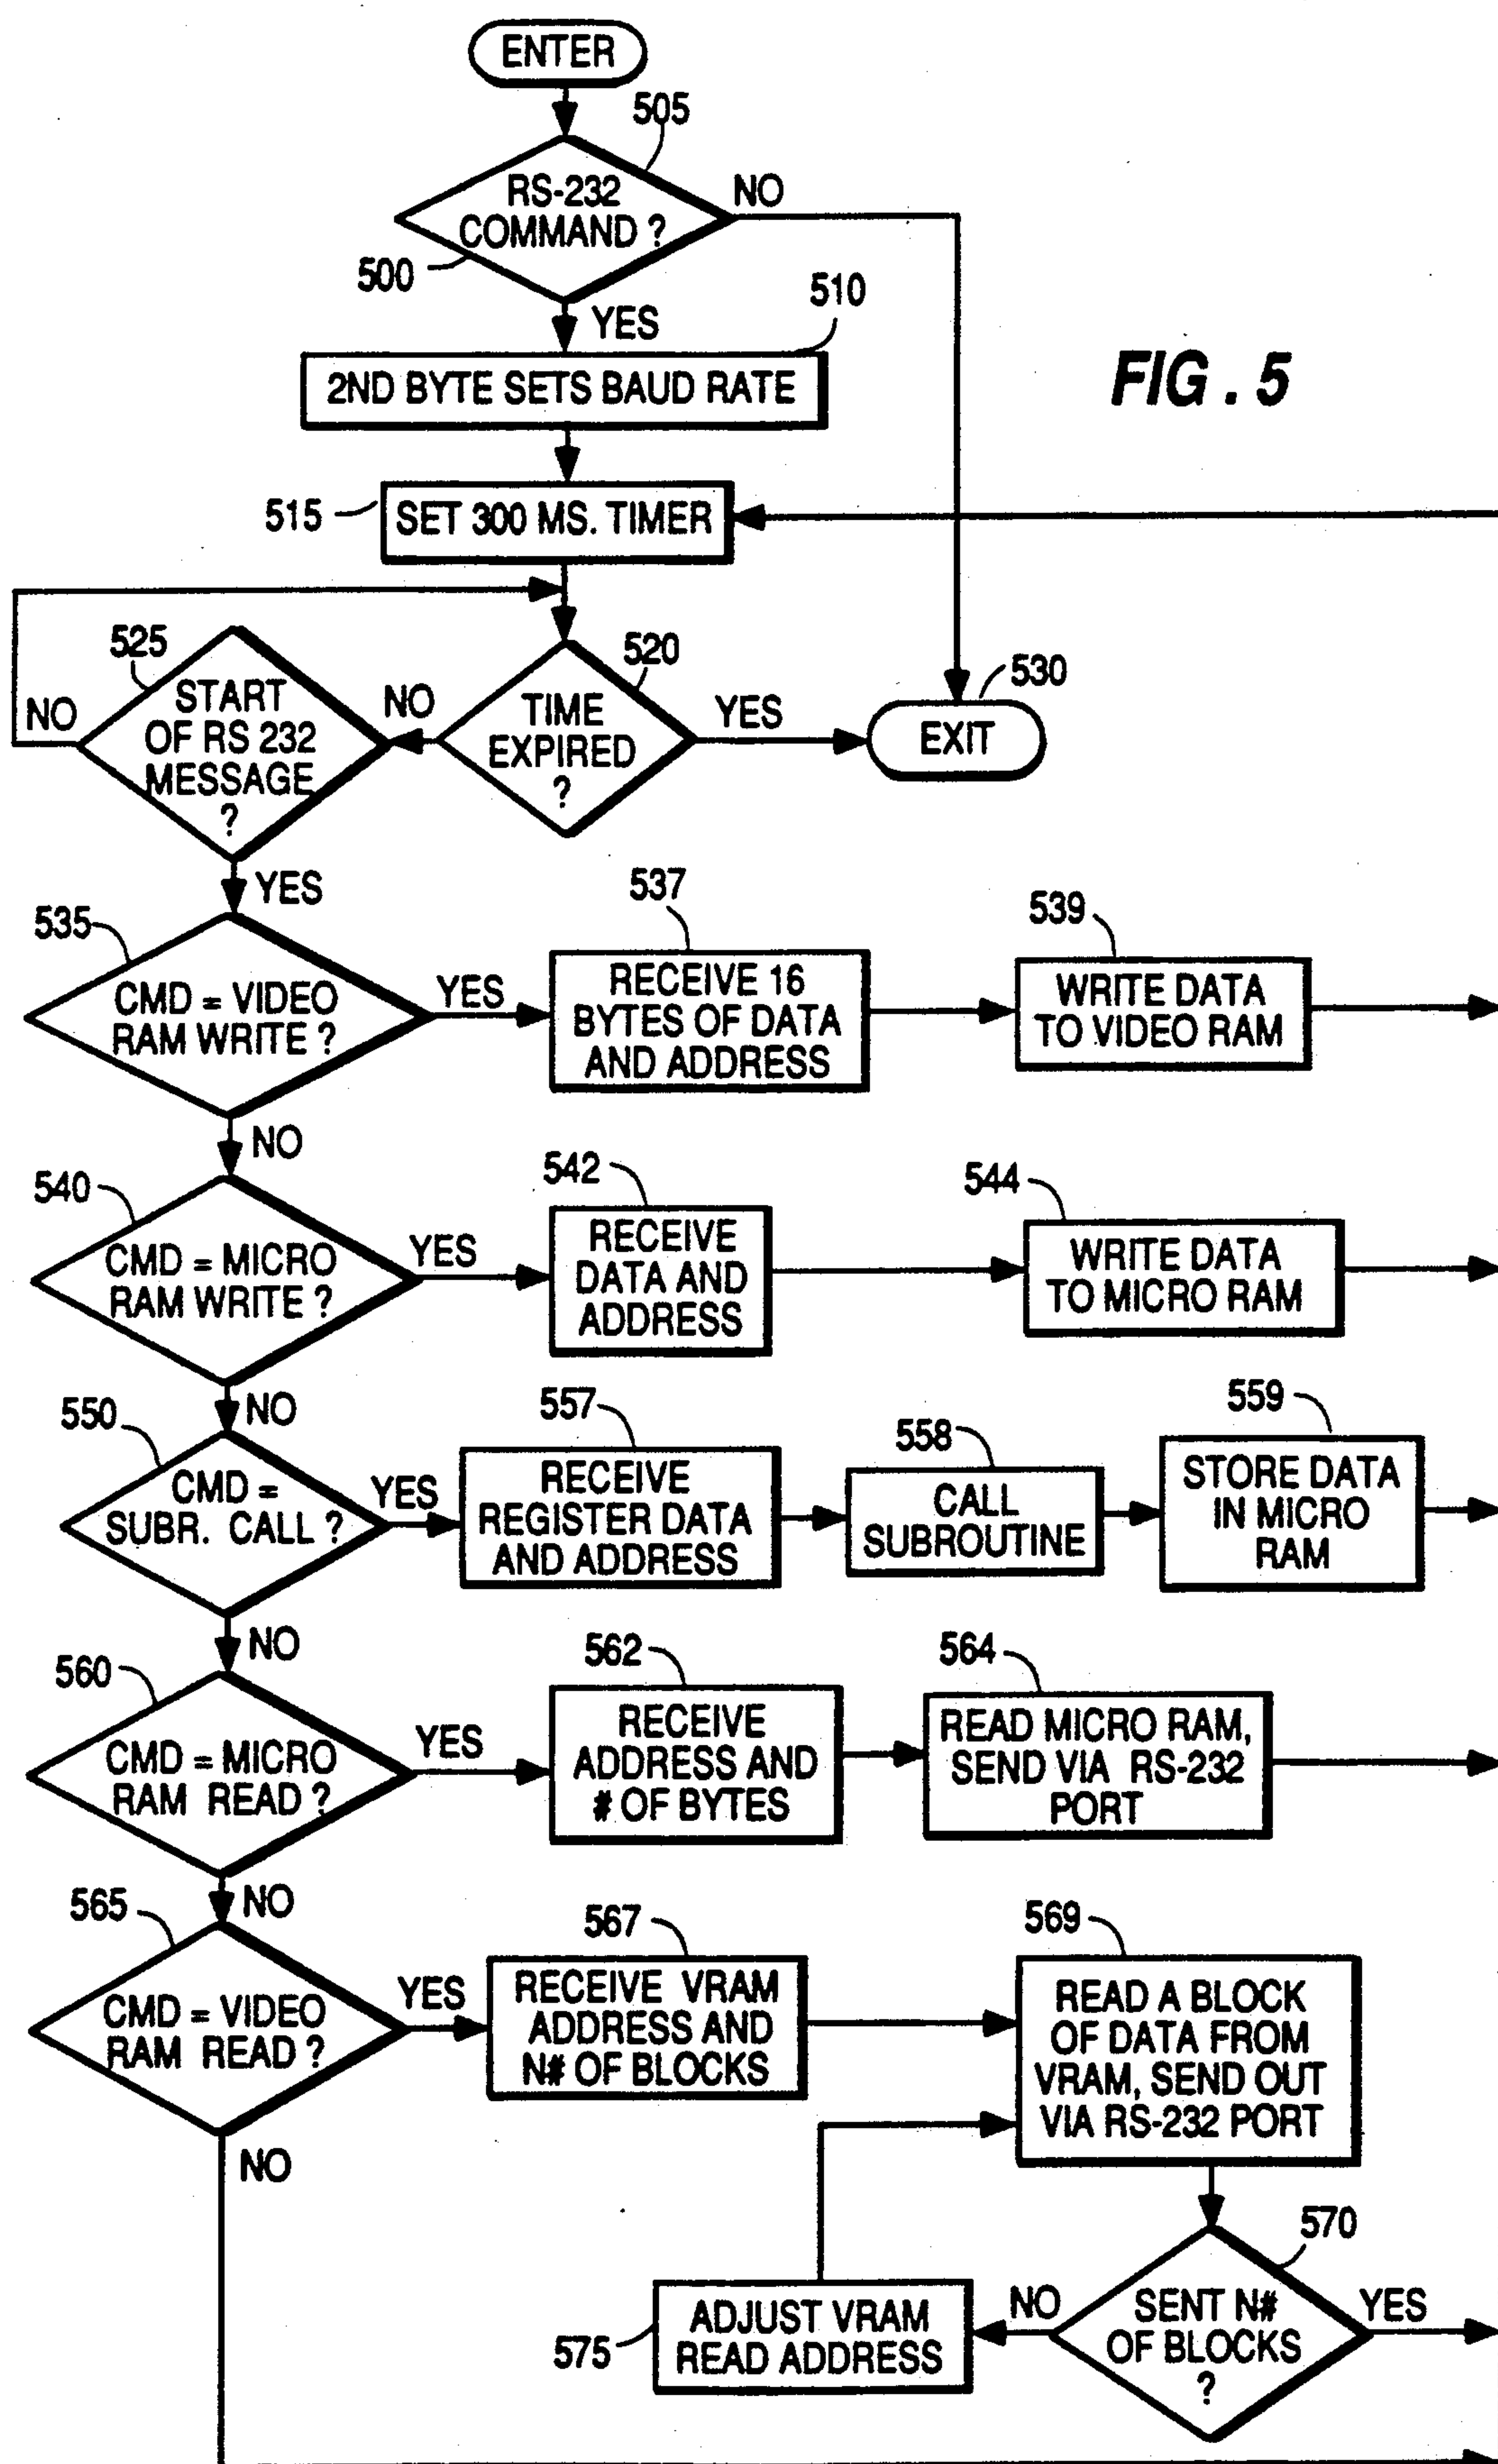 ENTER
505
RS-232
COMMAND ?
NO
500
YES
510
2ND BYTE SETS BAUD RATE
FIG . 5
515
SET 300 MS. TIMER
525
START
OF RS 232
MESSAGE
?
NO
NO
520
TIME
EXPIRED
?
YES
530
EXIT
YES
535
CMD = VIDEO
RAM WRITE ?
YES
537
RECEIVE 16
BYTES OF DATA
AND ADDRESS
539
WRITE DATA
TO VIDEO RAM
NO
540
CMD = MICRO
RAM WRITE ?
YES
542
RECEIVE
DATA AND
ADDRESS
544
WRITE DATA
TO MICRO RAM
NO
550
CMD =
SUBR. CALL ?
YES
557
RECEIVE
REGISTER DATA
AND ADDRESS
558
CALL
SUBROUTINE
559
STORE DATA
IN MICRO
RAM
NO
560
CMD = MICRO
RAM READ ?
YES
562
RECEIVE
ADDRESS AND
# OF BYTES
564
READ MICRO RAM,
SEND VIA RS-232
PORT
NO
565
CMD = VIDEO
RAM READ ?
YES
567
RECEIVE VRAM
ADDRESS AND
N# OF BLOCKS
569
READ A BLOCK
OF DATA FROM
VRAM, SEND OUT
VIA RS-232 PORT
NO
570
SENT N#
OF BLOCKS
?
YES
NO
575
ADJUST VRAM
READ ADDRESS